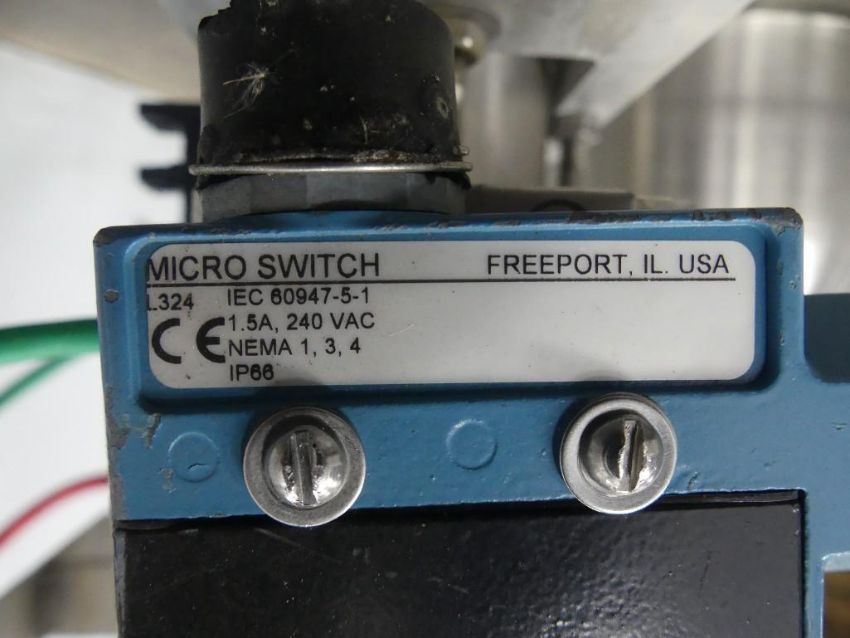 MICRO SWITCH FREEPORT, IL. USA
L324 IEC 60947-5-1
1.5A, 240 VAC
CE NEMA 1, 3, 4
IP66